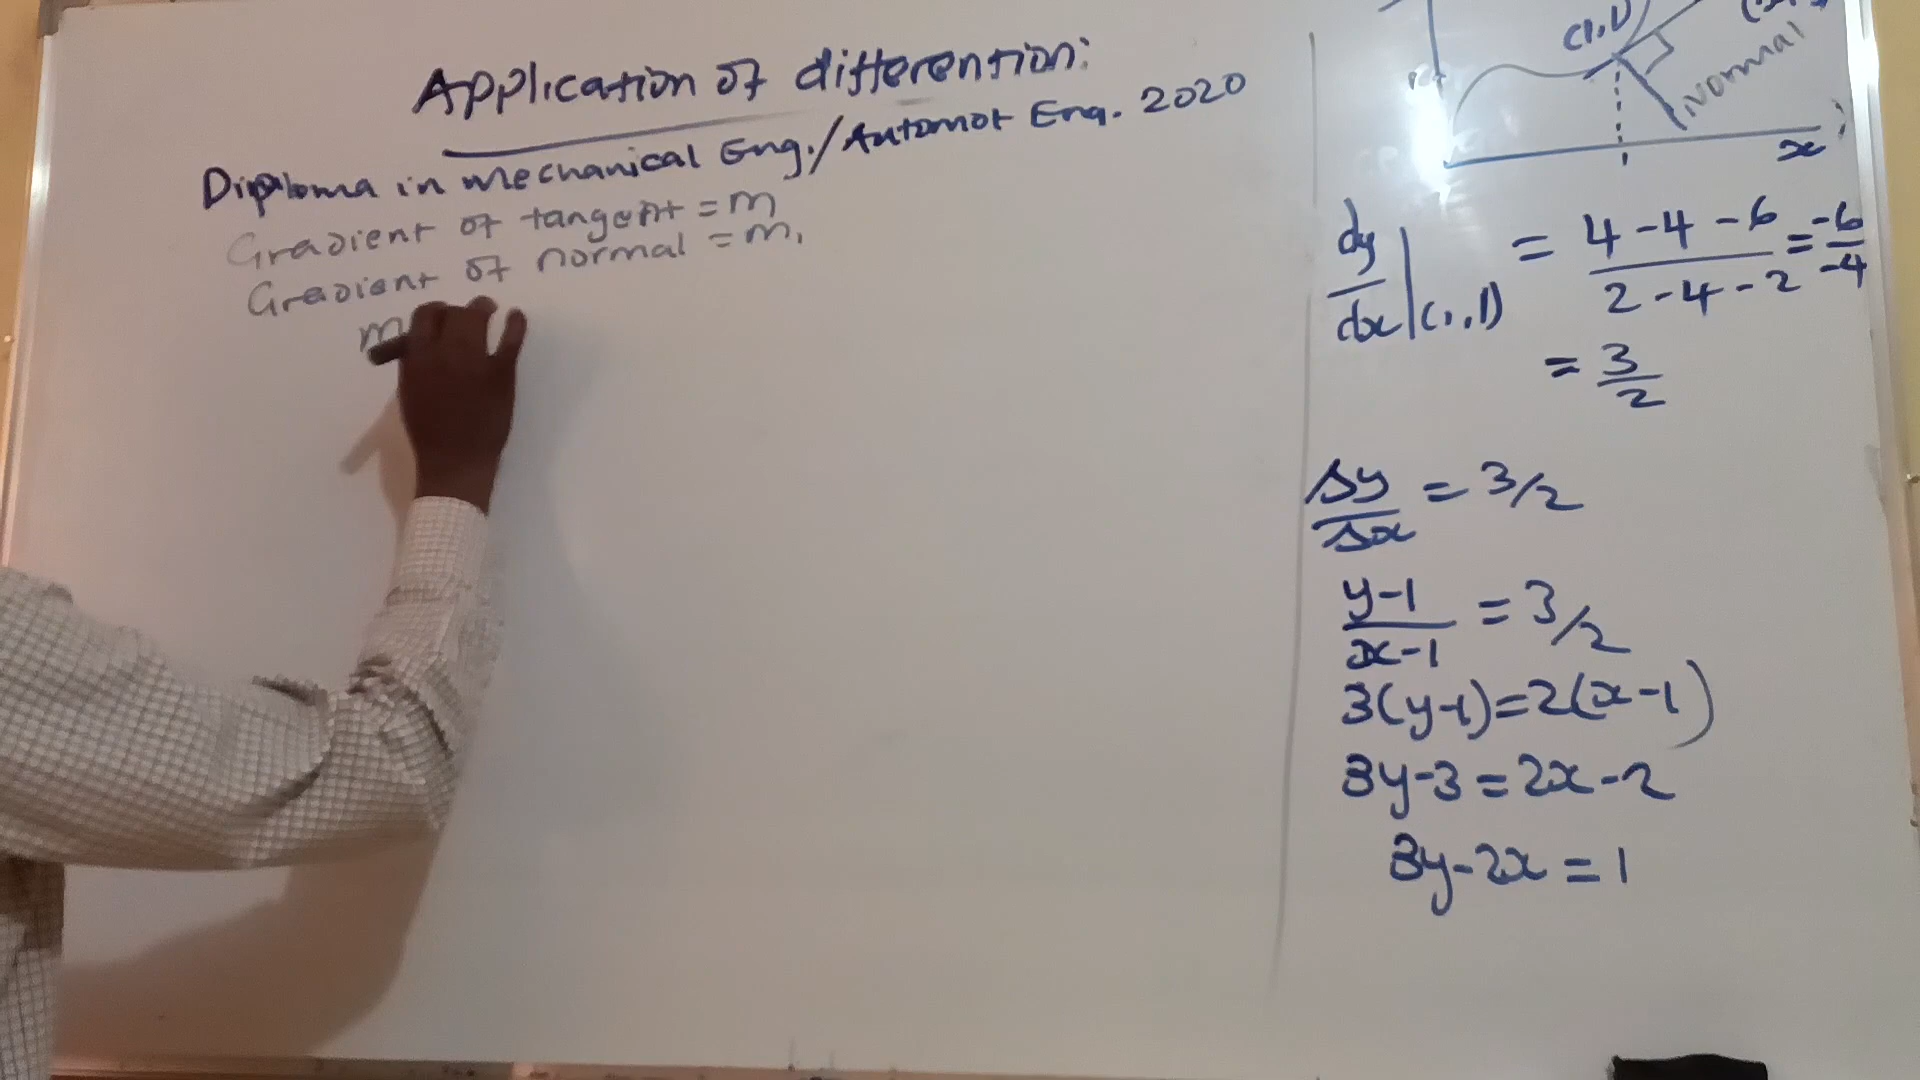 Application of differention:
Diploma in Mechanical Eng./Automot Eng. 2020
Gradient of tangent = m
Gradient of normal = m₁
m
(1,1)
Normal
x
1
dy/dx|(1,1) = (4-4-6)/(2-4-2) = -6/-4
= 3/2
Δy/Δx = 3/2
(y-1)/(x-1) = 3/2
3(y-1)=2(x-1)
3y-3=2x-2
3y-2x=1